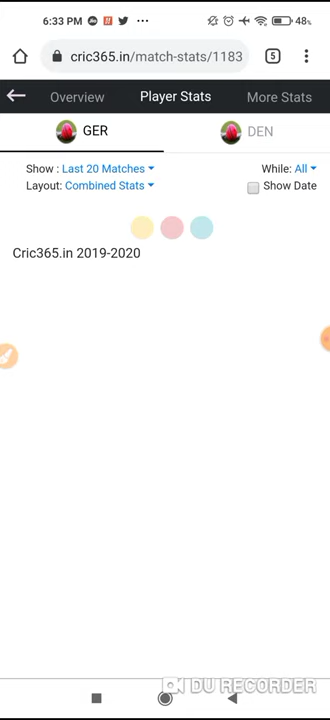 6:33 PM ... 48%
cric365.in/match-stats/1183 5
Overview Player Stats More Stats
GER DEN
Show : Last 20 Matches While: All
Layout: Combined Stats Show Date
Cric365.in 2019-2020
DU RECORDER